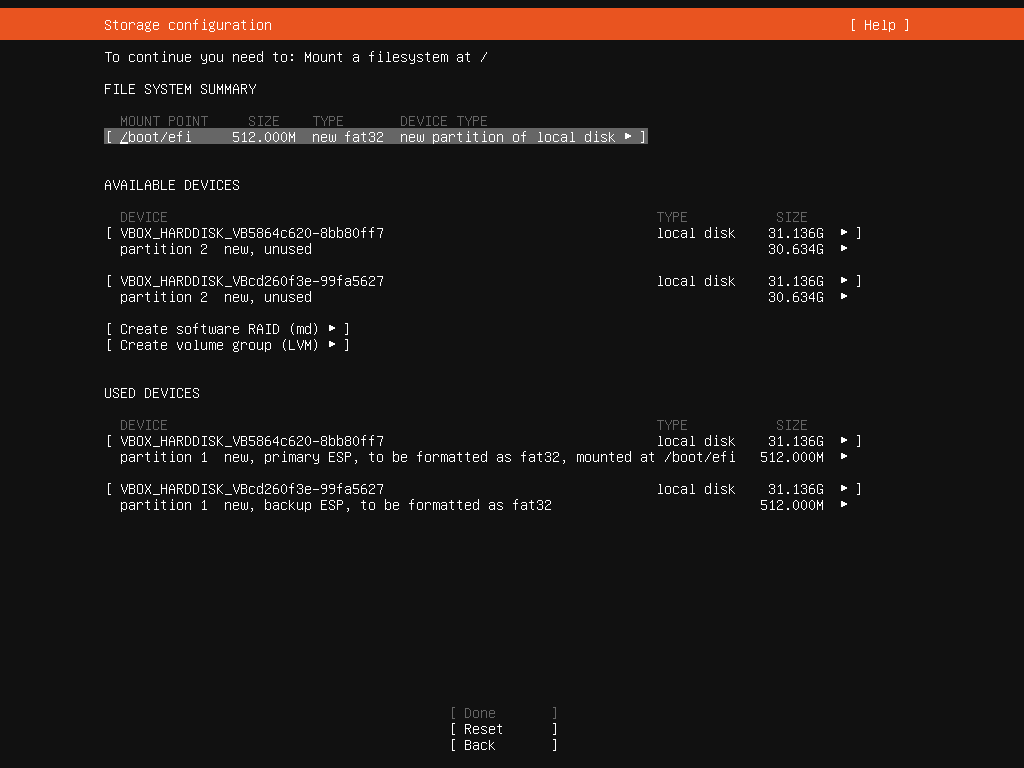 Storage configuration [ Help ]
To continue you need to: Mount a filesystem at /
FILE SYSTEM SUMMARY
MOUNT POINT SIZE TYPE DEVICE TYPE
[ /boot/efi 512.000M new fat32 new partition of local disk ▸ ]
AVAILABLE DEVICES
DEVICE TYPE SIZE
[ VBOX_HARDDISK_VB5864c620-8bb80ff7 local disk 31.136G ▸ ]
partition 2 new, unused 30.634G ▸
[ VBOX_HARDDISK_VBcd260f3e-99fa5627 local disk 31.136G ▸ ]
partition 2 new, unused 30.634G ▸
[ Create software RAID (md) ▸ ]
[ Create volume group (LVM) ▸ ]
USED DEVICES
DEVICE TYPE SIZE
[ VBOX_HARDDISK_VB5864c620-8bb80ff7 local disk 31.136G ▸ ]
partition 1 new, primary ESP, to be formatted as fat32, mounted at /boot/efi 512.000M ▸
[ VBOX_HARDDISK_VBcd260f3e-99fa5627 local disk 31.136G ▸ ]
partition 1 new, backup ESP, to be formatted as fat32 512.000M ▸
[ Done ]
[ Reset ]
[ Back ]